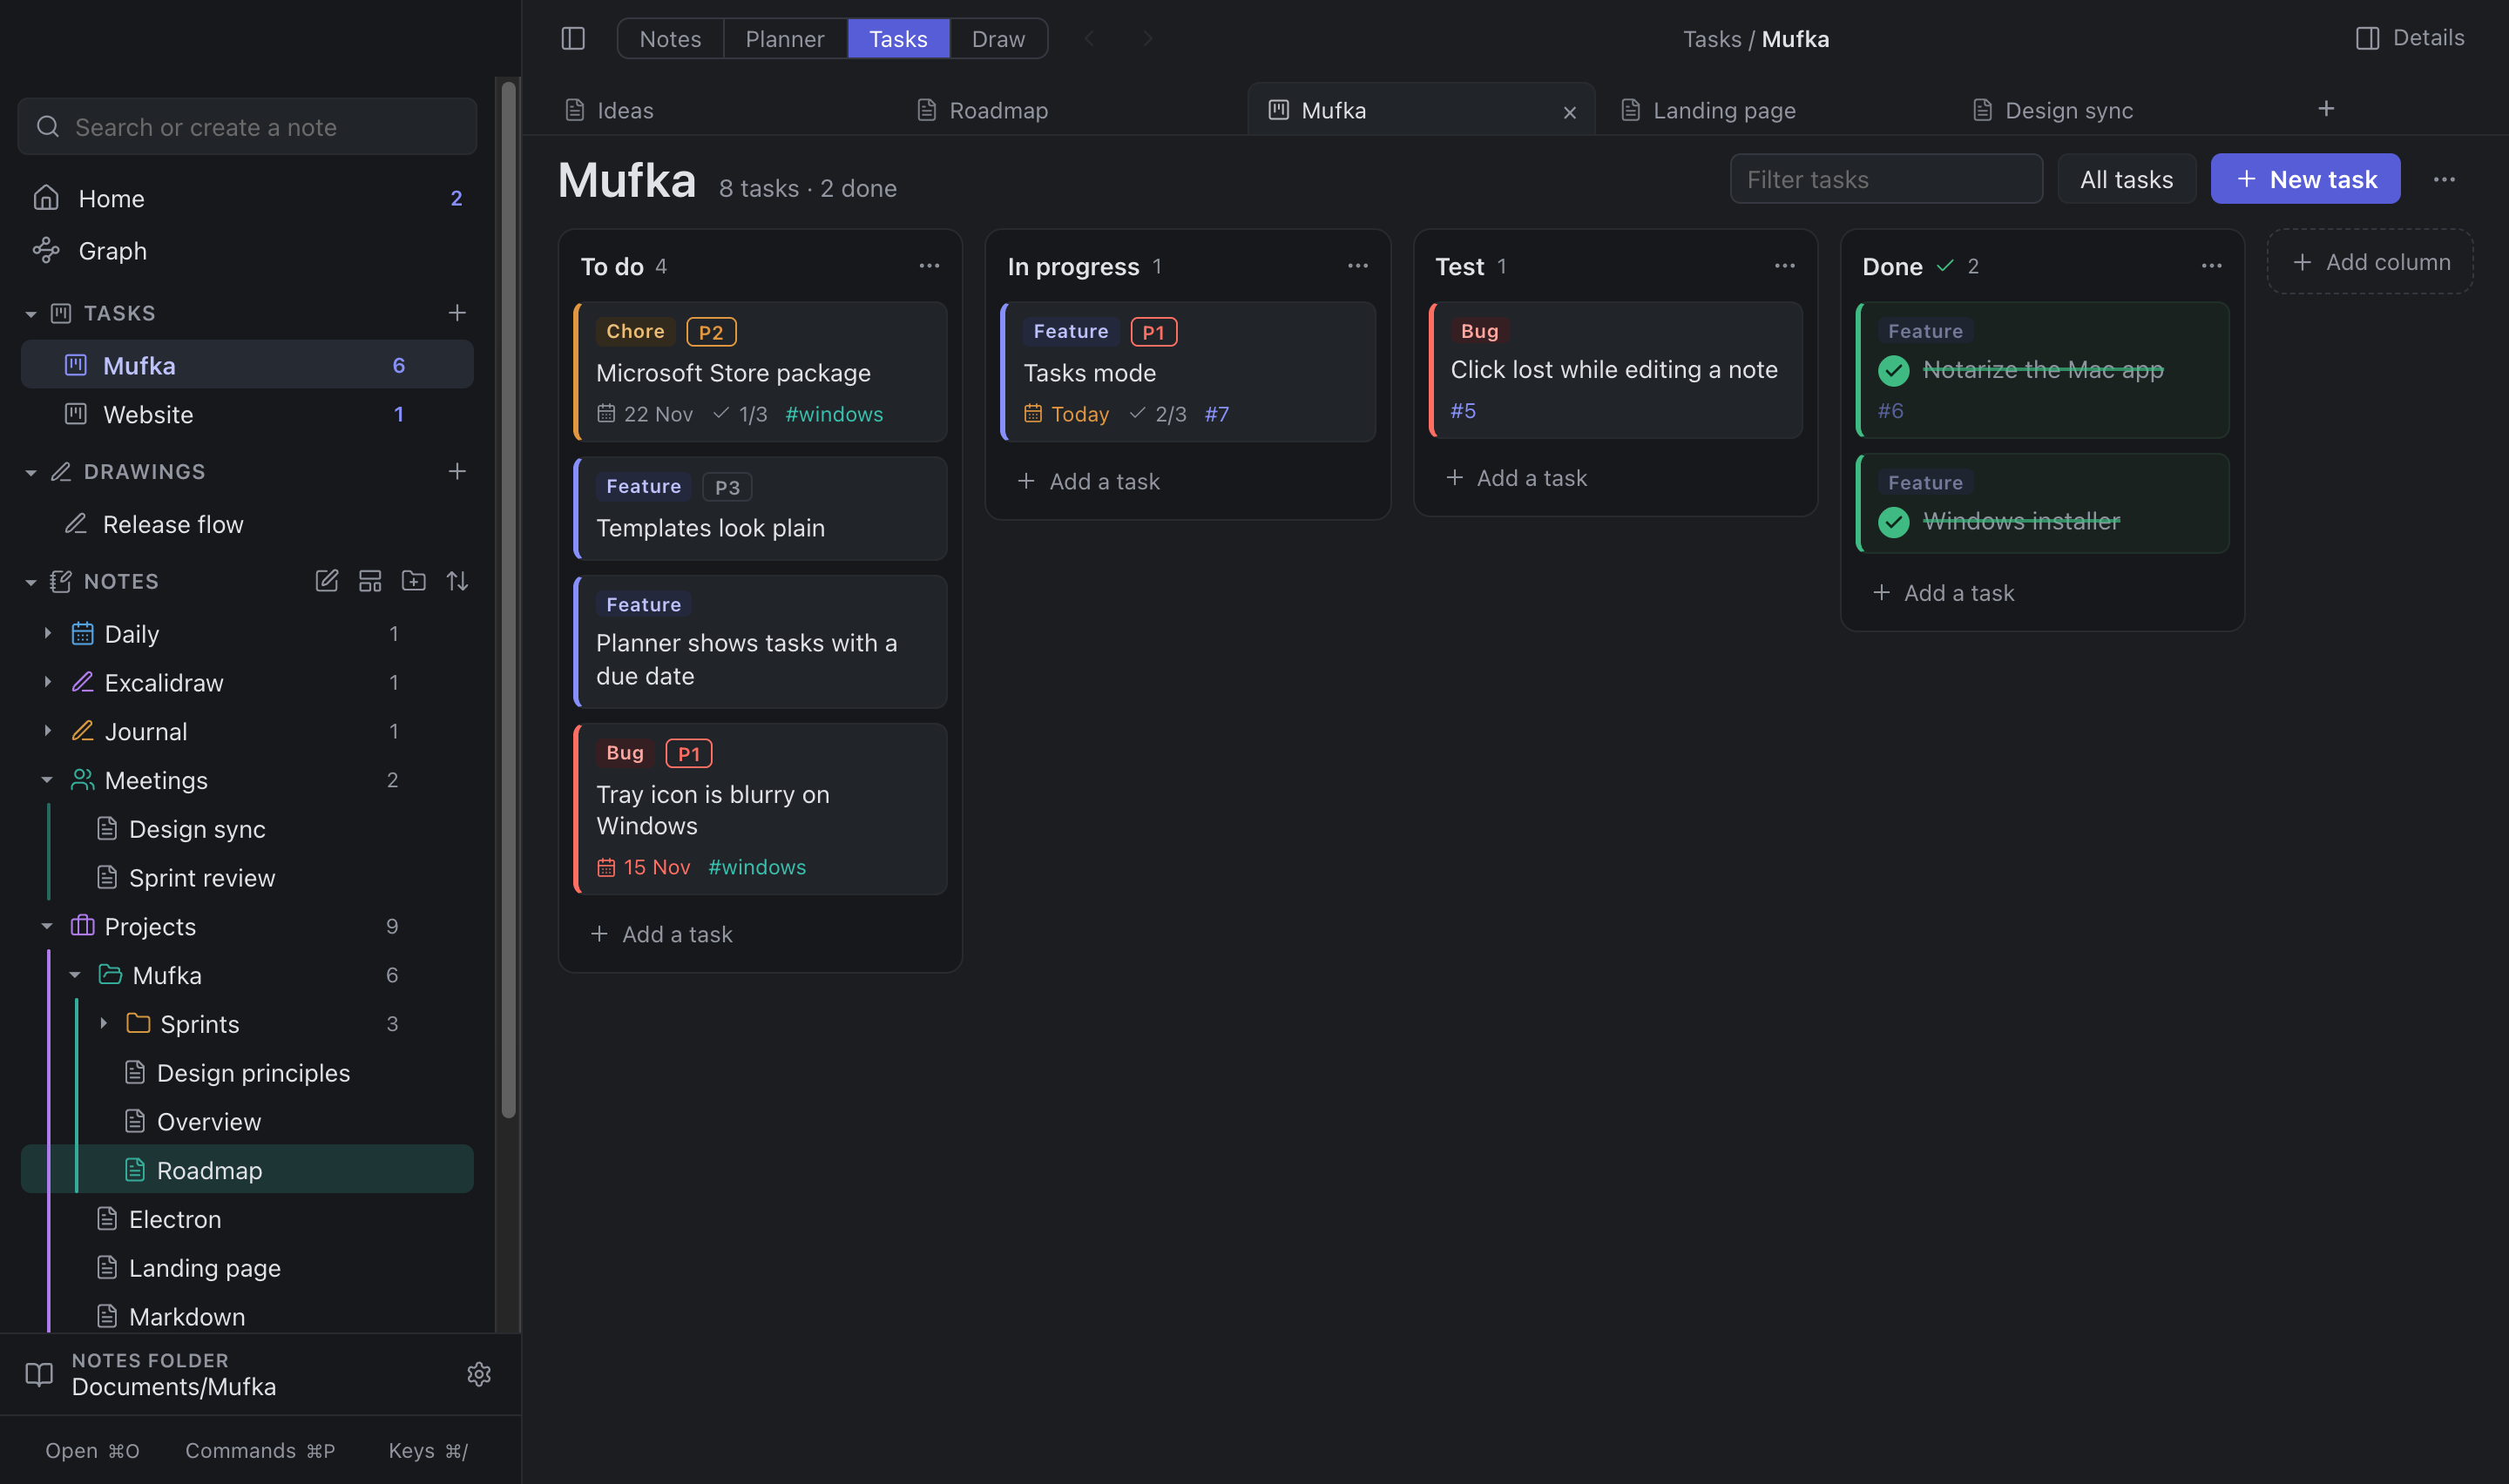 Notes Planner Tasks Draw
Tasks / Mufka
Details
Ideas
Roadmap
Mufka
Landing page
Design sync
Search or create a note
Home 2
Graph
TASKS
Mufka 6
Website 1
DRAWINGS
Release flow
NOTES
Daily 1
Excalidraw 1
Journal 1
Meetings 2
Design sync
Sprint review
Projects 9
Mufka 6
Sprints 3
Design principles
Overview
Roadmap
Electron
Landing page
Markdown
NOTES FOLDER
Documents/Mufka
Open ⌘O Commands ⌘P Keys ⌘/
Mufka 8 tasks · 2 done
Filter tasks
All tasks
+ New task
To do 4
Chore P2
Microsoft Store package
22 Nov 1/3 #windows
Feature P3
Templates look plain
Feature
Planner shows tasks with a
due date
Bug P1
Tray icon is blurry on
Windows
15 Nov #windows
+ Add a task
In progress 1
Feature P1
Tasks mode
Today 2/3 #7
+ Add a task
Test 1
Bug
Click lost while editing a note
#5
+ Add a task
Done 2
Feature
Notarize the Mac app
#6
Feature
Windows installer
+ Add a task
+ Add column